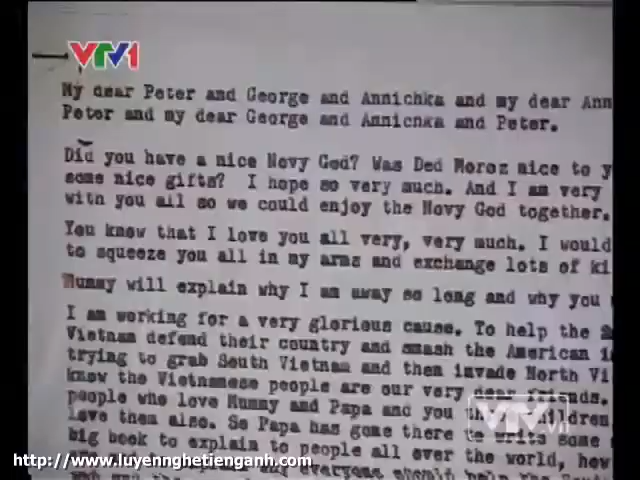 VTV1
My dear Peter and George and Annichka and my dear Ann
Peter and my dear George and Annicnka and Peter.
Did you have a nice Novy God? Was Ded Moroz nice to y
some nice gifts? I hope so very much. And I am very
with you all so we could enjoy the Novy God together.
You know that I love you all very, very much. I would
to squeeze you all in my arms and exchange lots of ki
Mummy will explain why I am away so long and why you
I am working for a very glorious cause. To help the
Vietnam defend their country and smash the American i
trying to grab South Vietnam and then invade North Vi
know the Vietnamese people are our very dear friends.
people who love Mummy and Papa and you children
love them also. So Papa has gone there to write some
big book to explain to people all over the world, how
everyone should help the
VTV1
http://www.luyennghetienganh.com